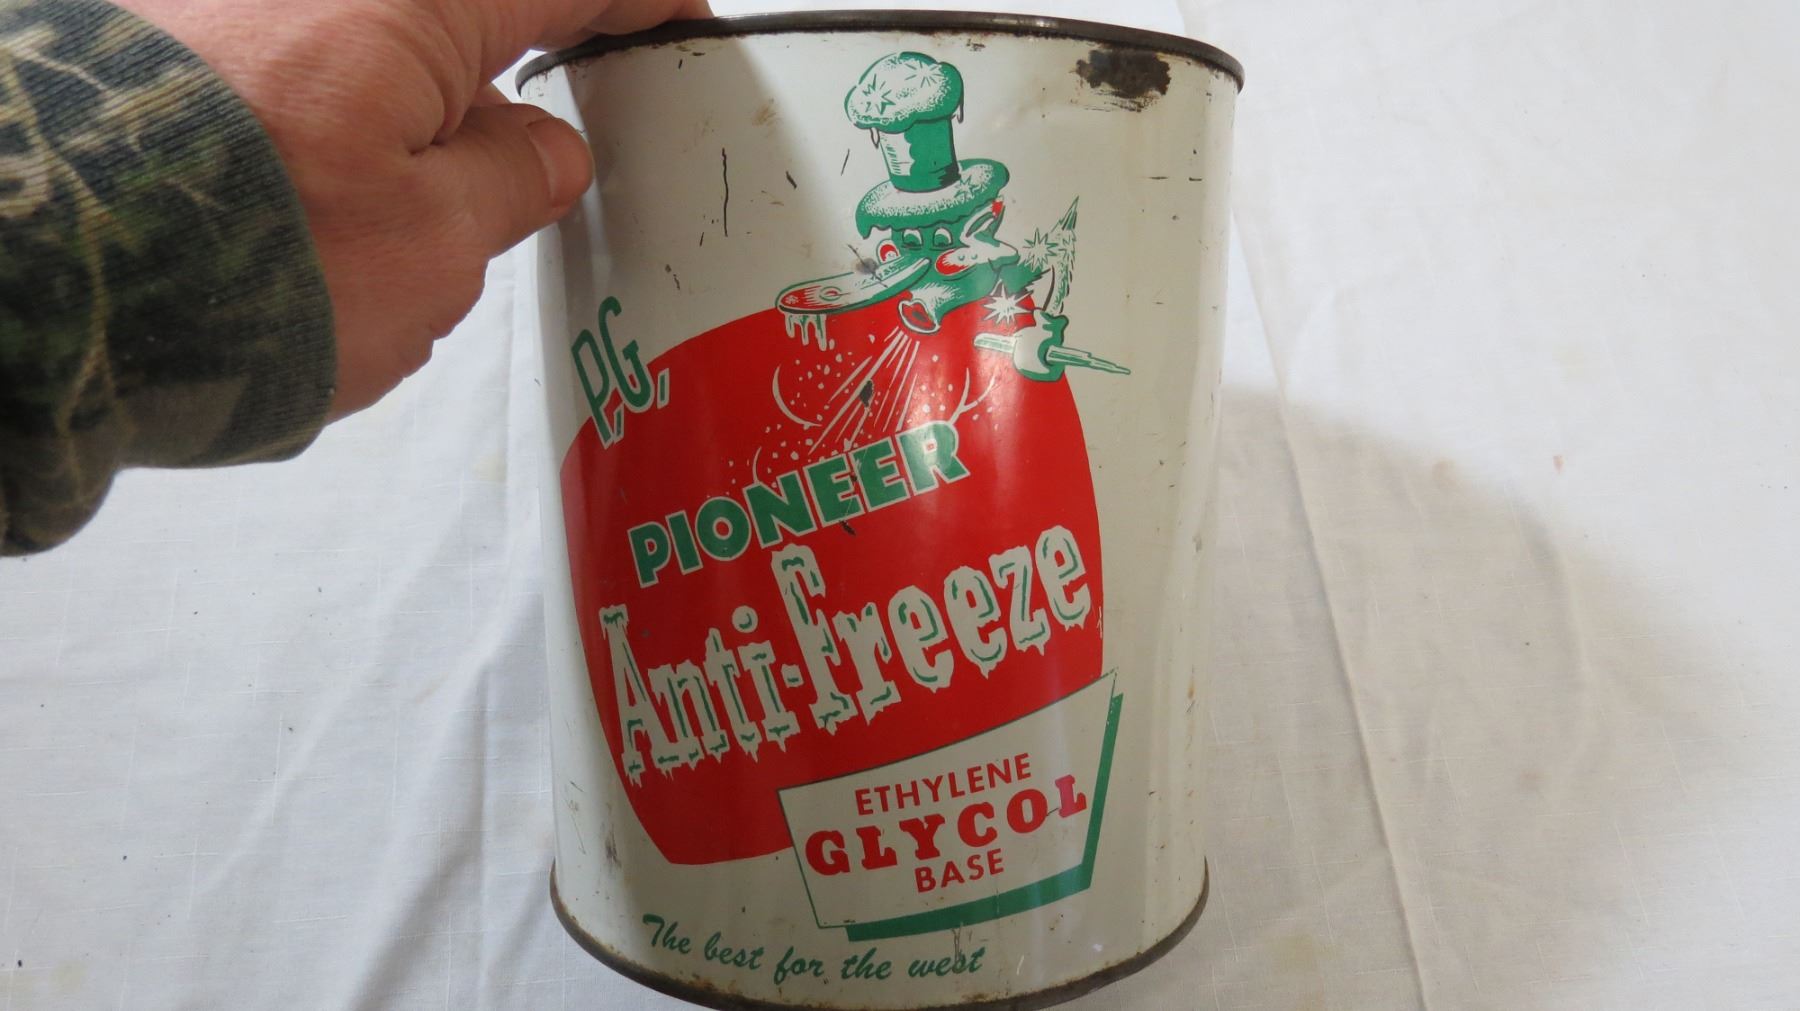 P.G.
PIONEER
Anti-freeze
ETHYLENE
GLYCOL
BASE
The best for the west